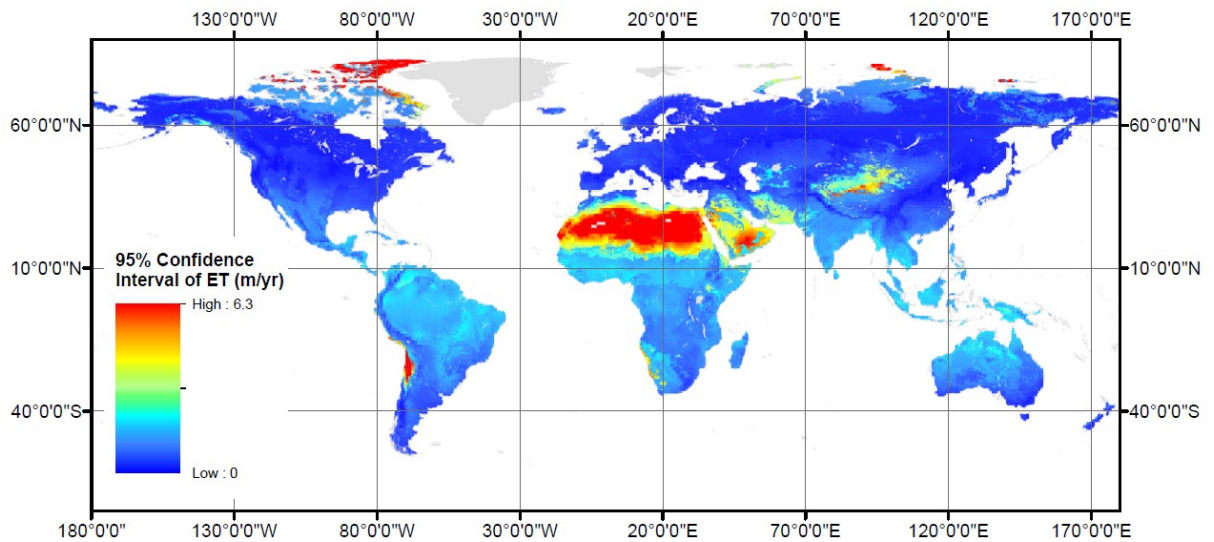 130°0'0"W 80°0'0"W 30°0'0"W 20°0'0"E 70°0'0"E 120°0'0"E 170°0'0"E
60°0'0"N 60°0'0"N
10°0'0"N 10°0'0"N
40°0'0"S 40°0'0"S
95% Confidence
Interval of ET (m/yr)
High : 6.3
Low : 0
180°0'0" 130°0'0"W 80°0'0"W 30°0'0"W 20°0'0"E 70°0'0"E 120°0'0"E 170°0'0"E